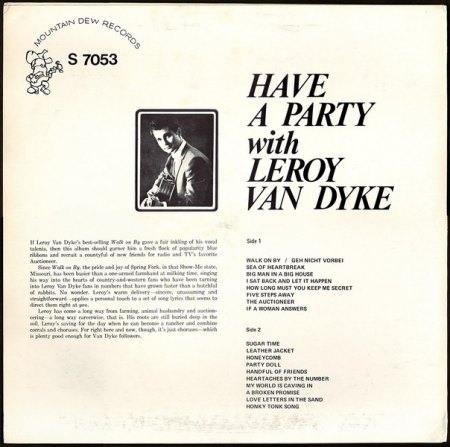 MOUNTAIN DEW RECORDS
S 7053
HAVE
A PARTY
with
LEROY
VAN DYKE
If Leroy Van Dyke's best-selling Walk on By gave a fair inkling of his vocal
talents, then this album should garner him a fresh flock of popularity blue
ribbons and recruit a countyful of new friends for radio and TV's favorite
Auctioneer.
Since Walk on By, the pride and joy of Spring Fork, in that Show-me state,
Missouri, has been busier than a one-armed farmhand at milking time, singing
his way into the hearts of country-and-western fans who have been turning
into Leroy Van Dyke fans in numbers that have grown faster than a hutchful
of rabbits. No wonder. Leroy's warm delivery—sincere, unassuming and
straightforward—applies a personal touch to a set of song lyrics that seems to
direct them right at you.
Leroy has come a long way from farming, animal husbandry and auction-
eering—a long way careerwise, that is. His roots are still buried deep in the
soil. Leroy's saving for the day when he can become a rancher and combine
corrals and choruses. For right here and now, though, it's just choruses—which
is plenty good enough for Van Dyke followers.
Side 1
WALK ON BY / GEH NICHT VORBEI
SEA OF HEARTBREAK
BIG MAN IN A BIG HOUSE
I SAT BACK AND LET IT HAPPEN
HOW LONG MUST YOU KEEP ME SECRET
FIVE STEPS AWAY
THE AUCTIONEER
IF A WOMAN ANSWERS
Side 2
SUGAR TIME
LEATHER JACKET
HONEYCOMB
PARTY DOLL
HANDFUL OF FRIENDS
HEARTACHES BY THE NUMBER
MY WORLD IS CAVING IN
A BROKEN PROMISE
LOVE LETTERS IN THE SAND
HONKY TONK SONG